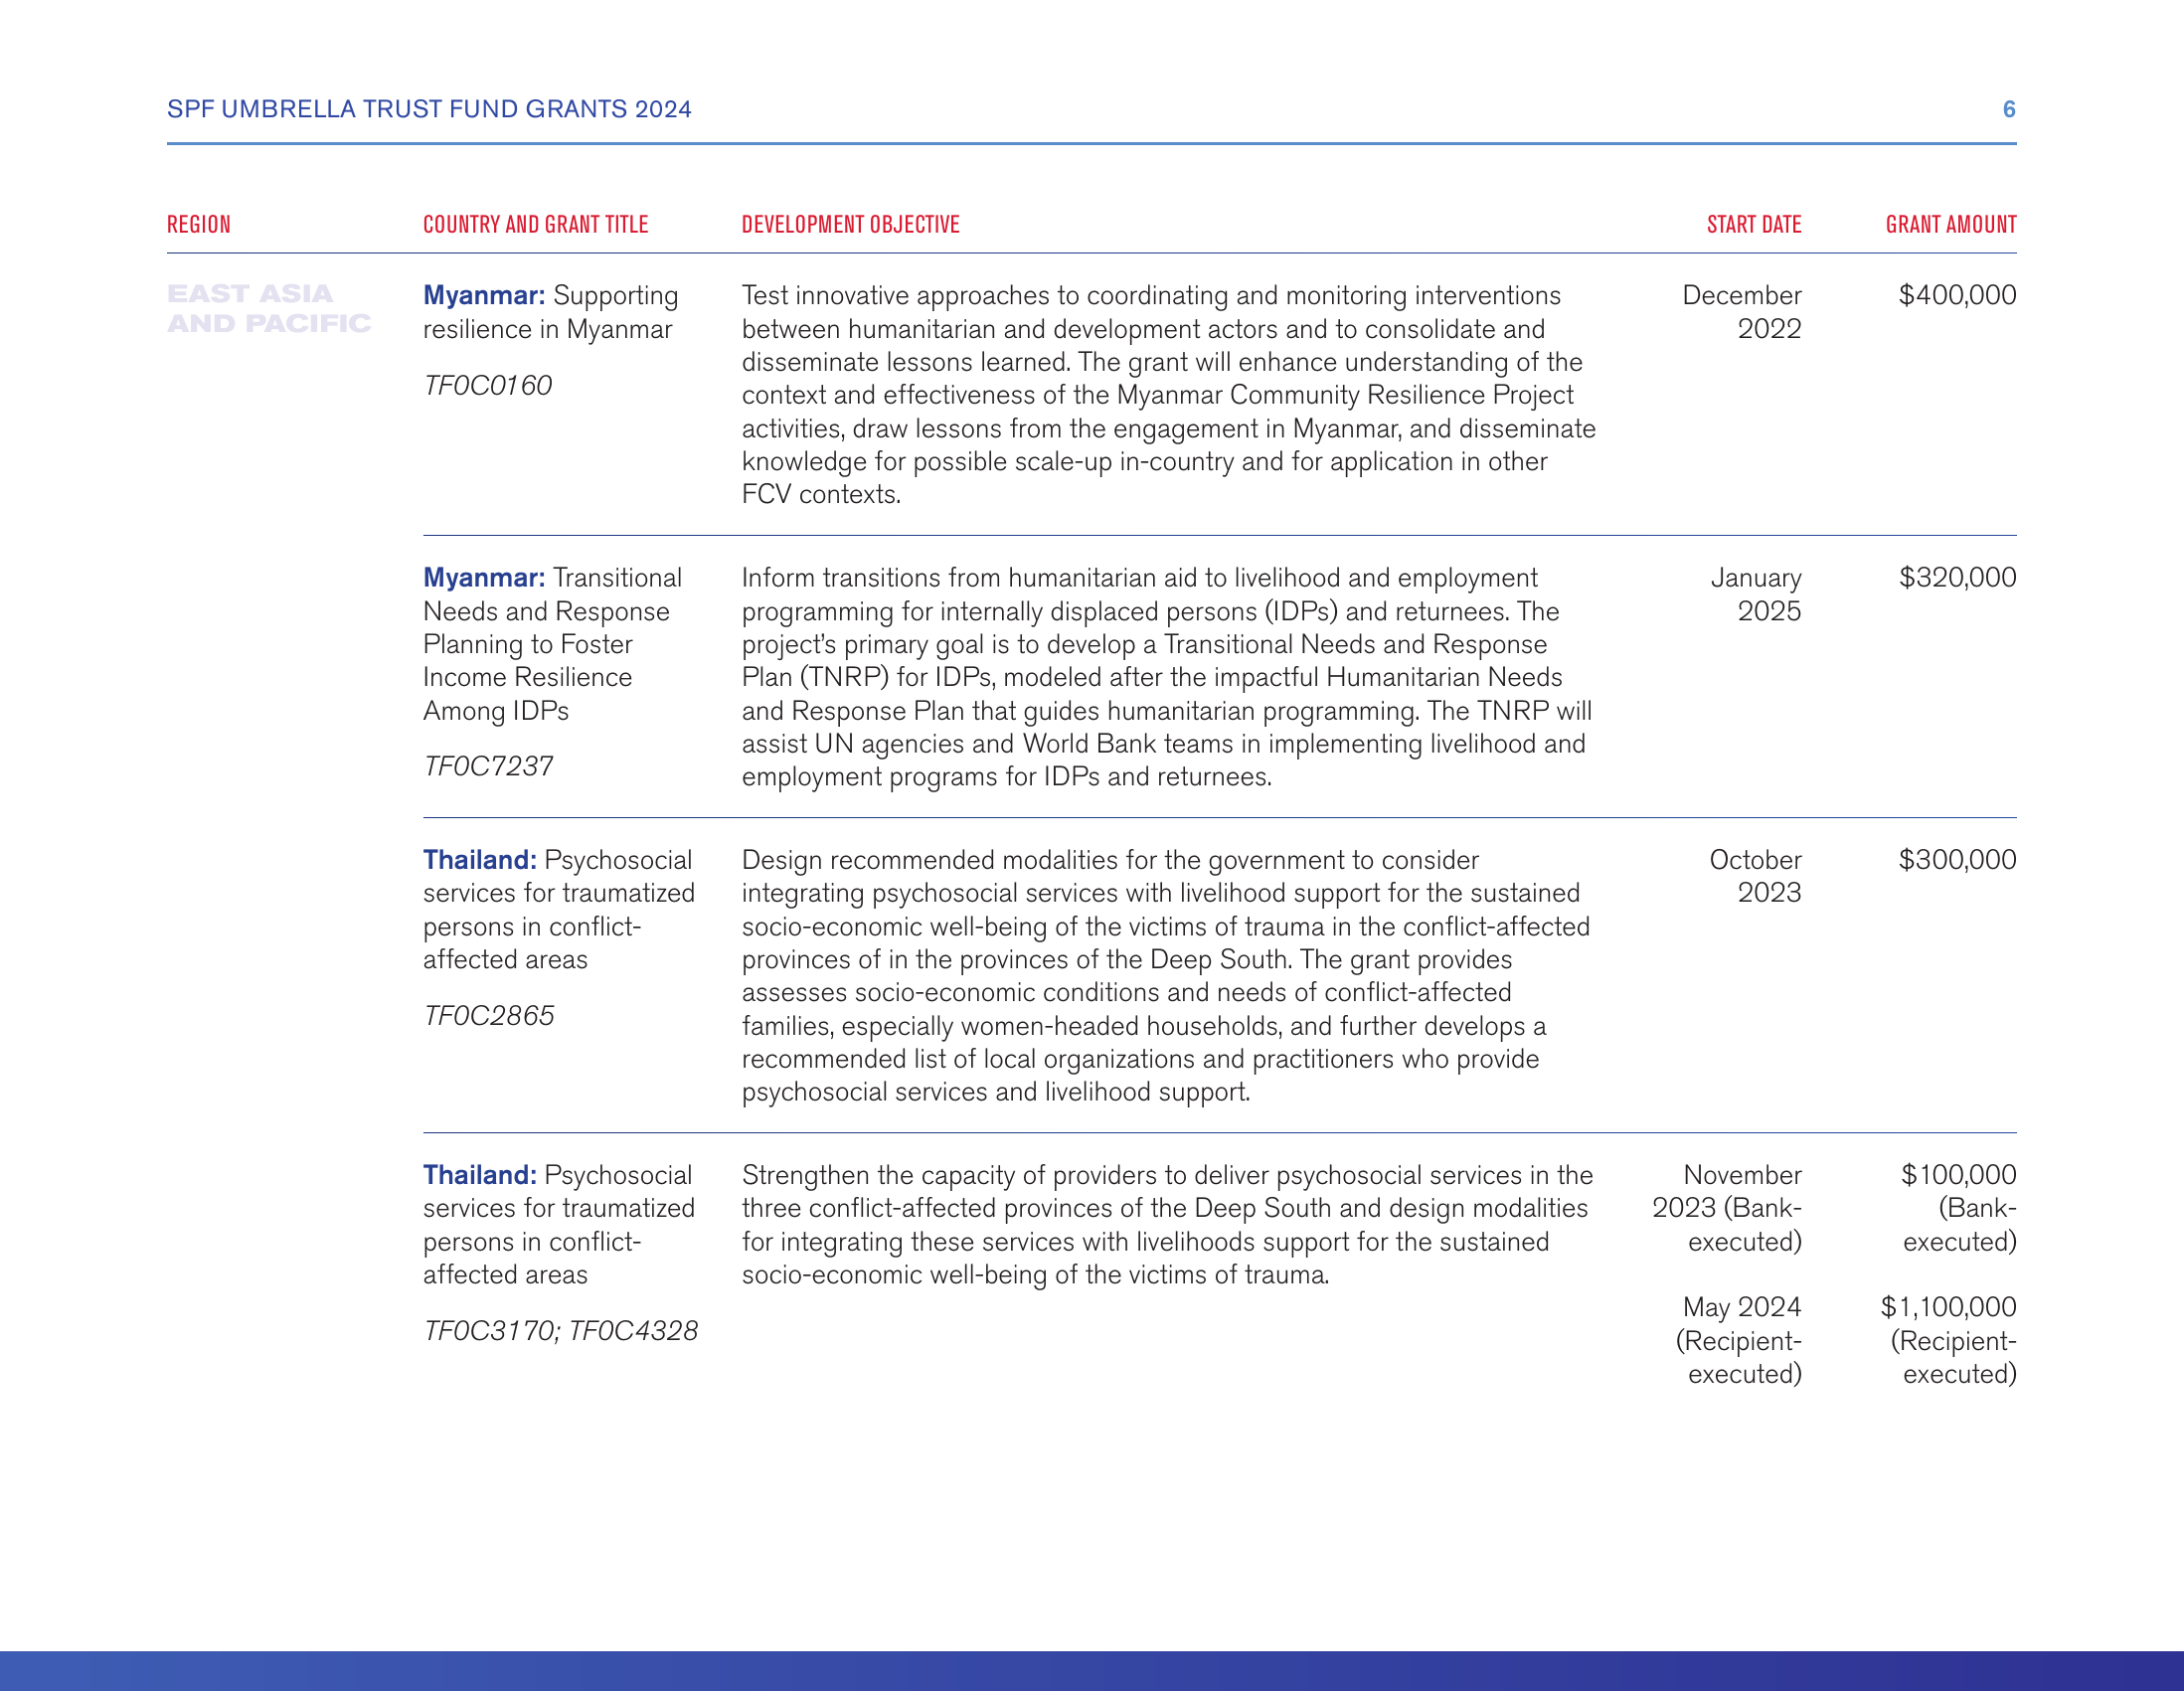 SPF UMBRELLA TRUST FUND GRANTS 2024
6
REGION
COUNTRY AND GRANT TITLE
DEVELOPMENT OBJECTIVE
START DATE
GRANT AMOUNT
EAST ASIA
AND PACIFIC
Myanmar: Supporting
resilience in Myanmar
TF0C0160
Test innovative approaches to coordinating and monitoring interventions
between humanitarian and development actors and to consolidate and
disseminate lessons learned. The grant will enhance understanding of the
context and effectiveness of the Myanmar Community Resilience Project
activities, draw lessons from the engagement in Myanmar, and disseminate
knowledge for possible scale-up in-country and for application in other
FCV contexts.
December
2022
$400,000
Myanmar: Transitional
Needs and Response
Planning to Foster
Income Resilience
Among IDPs
TF0C7237
Inform transitions from humanitarian aid to livelihood and employment
programming for internally displaced persons (IDPs) and returnees. The
project’s primary goal is to develop a Transitional Needs and Response
Plan (TNRP) for IDPs, modeled after the impactful Humanitarian Needs
and Response Plan that guides humanitarian programming. The TNRP will
assist UN agencies and World Bank teams in implementing livelihood and
employment programs for IDPs and returnees.
January
2025
$320,000
Thailand: Psychosocial
services for traumatized
persons in conflict-
affected areas
TF0C2865
Design recommended modalities for the government to consider
integrating psychosocial services with livelihood support for the sustained
socio-economic well-being of the victims of trauma in the conflict-affected
provinces of in the provinces of the Deep South. The grant provides
assesses socio-economic conditions and needs of conflict-affected
families, especially women-headed households, and further develops a
recommended list of local organizations and practitioners who provide
psychosocial services and livelihood support.
October
2023
$300,000
Thailand: Psychosocial
services for traumatized
persons in conflict-
affected areas
TF0C3170; TF0C4328
Strengthen the capacity of providers to deliver psychosocial services in the
three conflict-affected provinces of the Deep South and design modalities
for integrating these services with livelihoods support for the sustained
socio-economic well-being of the victims of trauma.
November
2023 (Bank-
executed)
May 2024
(Recipient-
executed)
$100,000
(Bank-
executed)
$1,100,000
(Recipient-
executed)